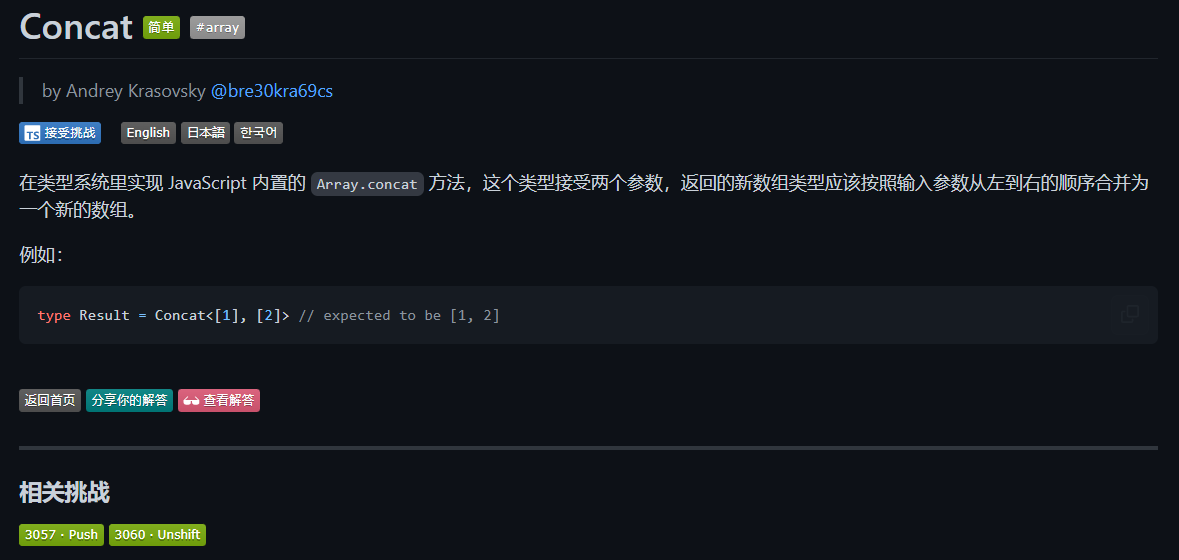 Concat 简单 #array
by Andrey Krasovsky @bre30kra69cs
TS 接受挑战 English 日本語 한국어
在类型系统里实现 JavaScript 内置的 Array.concat 方法，这个类型接受两个参数，返回的新数组类型应该按照输入参数从左到右的顺序合并为
一个新的数组。
例如：
type Result = Concat<[1], [2]> // expected to be [1, 2]
返回首页 分享你的解答 查看解答
相关挑战
3057・Push 3060・Unshift